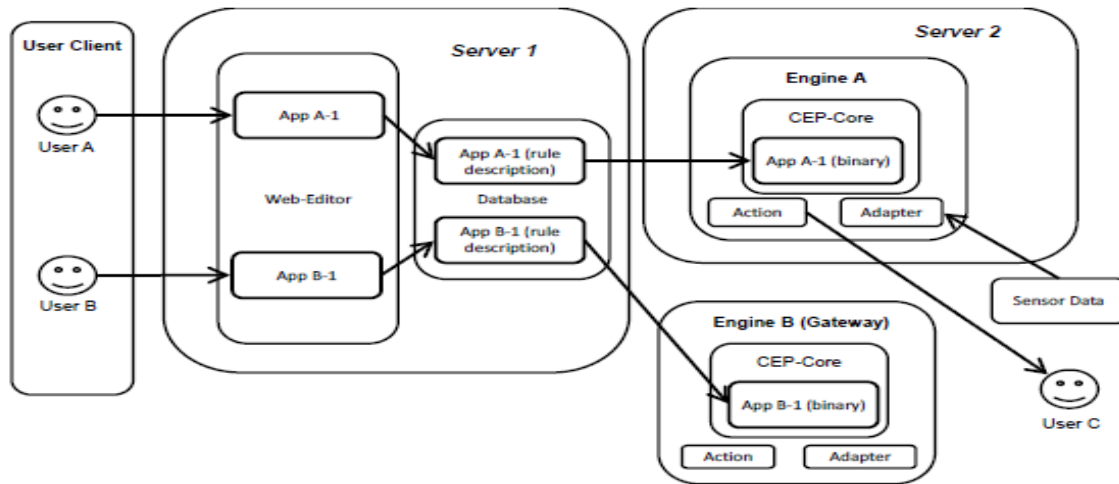 User Client
User A
User B
Server 1
App A-1
Web-Editor
App B-1
App A-1 (rule
description)
Database
App B-1 (rule
description)
Server 2
Engine A
CEP-Core
App A-1 (binary)
Action
Adapter
Sensor Data
Engine B (Gateway)
CEP-Core
App B-1 (binary)
Action
Adapter
User C